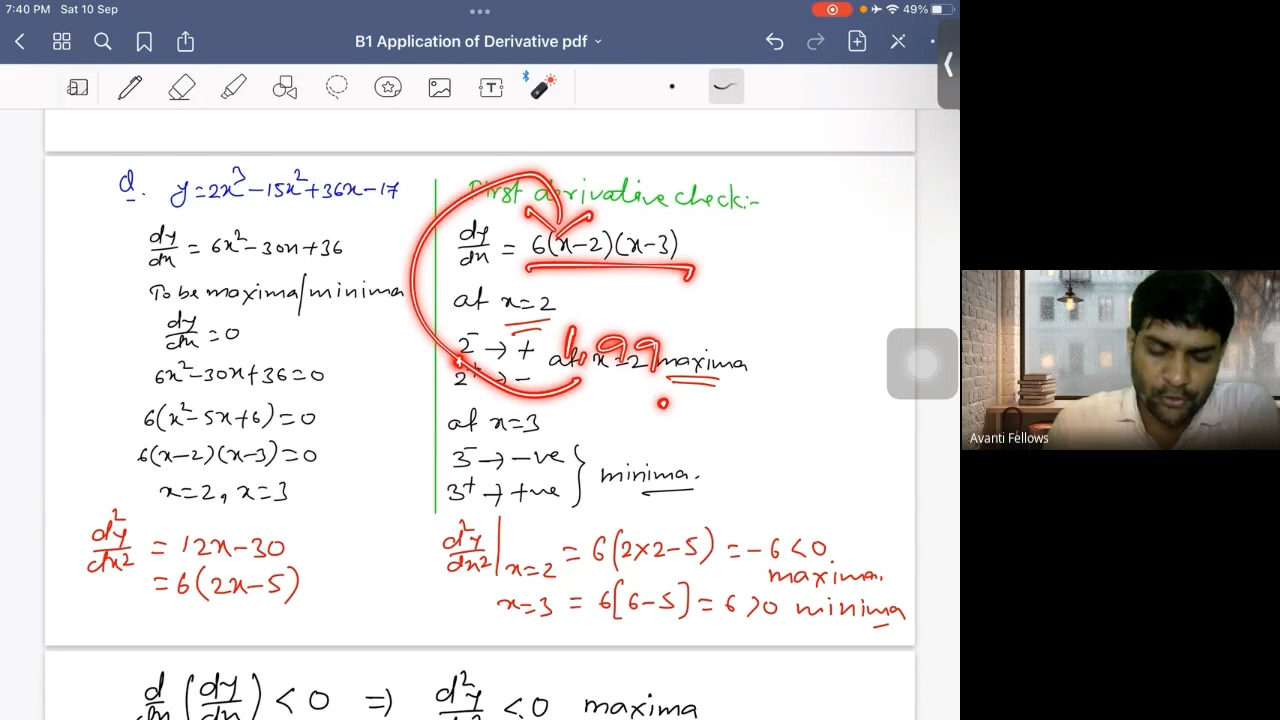 7:40 PM Sat 10 Sep
49%
B1 Application of Derivative pdf
d. y = 2x³ - 15x² + 36x - 17
dy/dx = 6x² - 30x + 36
To be maxima/minima
dy/dx = 0
6x² - 30x + 36 = 0
6(x² - 5x + 6) = 0
6(x-2)(x-3) = 0
x=2, x=3
d²y/dx² = 12x - 30
= 6(2x-5)
First derivative check:-
dy/dx = 6(x-2)(x-3)
at x=2
2⁻ → +
2⁺ → -
at x=2 maxima
1.99
at x=3
3⁻ → -ve
3⁺ → +ve
} minima.
d²y/dx² |x=2 = 6(2×2-5) = -6 < 0
maxima.
x=3 = 6[6-5] = 6 > 0 minima
d/dx (dy/dx) < 0 ⇒ d²y/dx² < 0 maxima
Avanti Fellows